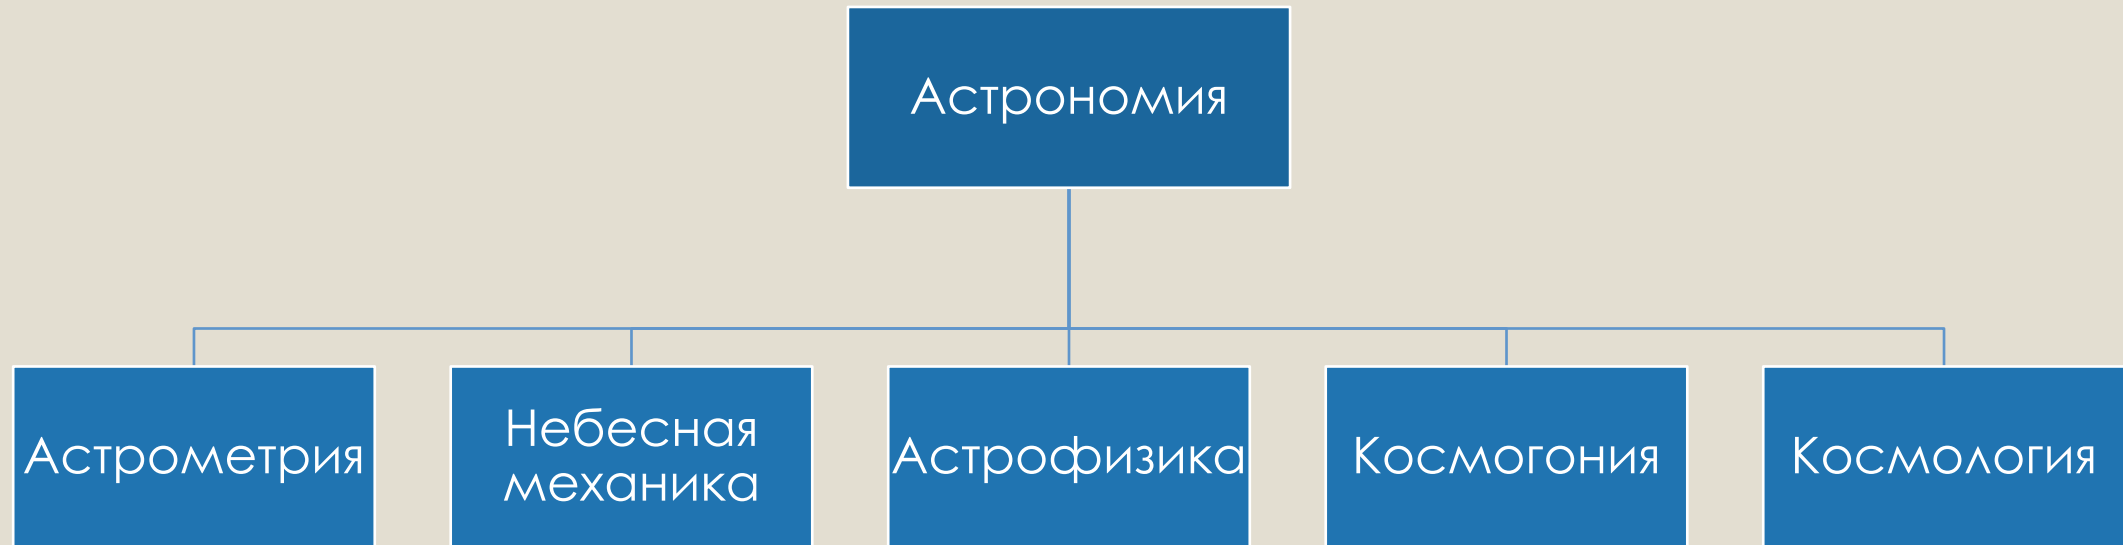 Астрономия
Астрометрия
Небесная
механика
Астрофизика
Космогония
Космология